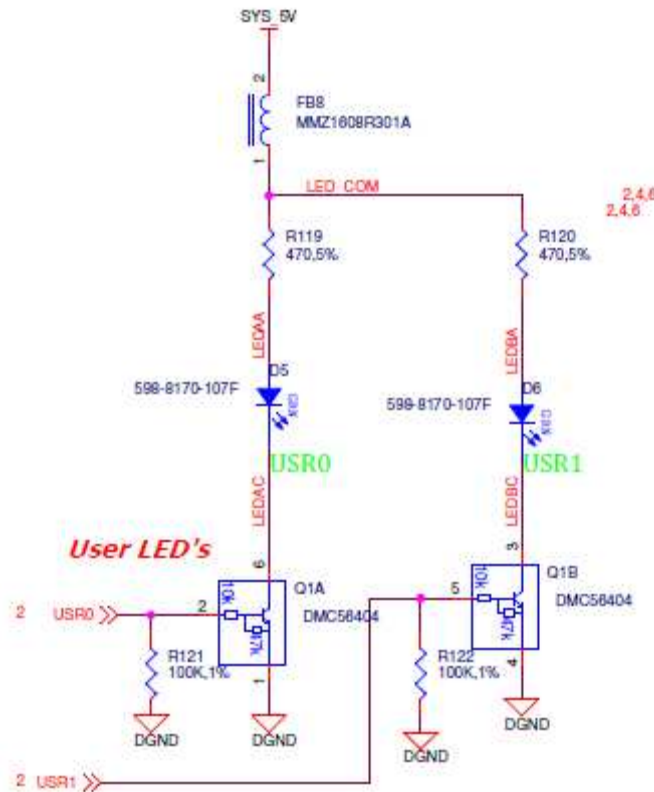 SYS_5V
2
FB8
MMZ1608R301A
1
LED_COM
2,4,6
2,4,6
R119
470,5%
R120
470,5%
LEDAA
LEDBA
D5
598-8170-107F
GRN
D6
598-8170-107F
GRN
USR0
USR1
LEDAC
LEDBC
User LED's
6
3
10k
Q1A
DMC56404
47k
10k
Q1B
DMC56404
47k
2 USR0
2
5
R121
100K,1%
1
R122
100K,1%
4
DGND
DGND
DGND
DGND
2 USR1